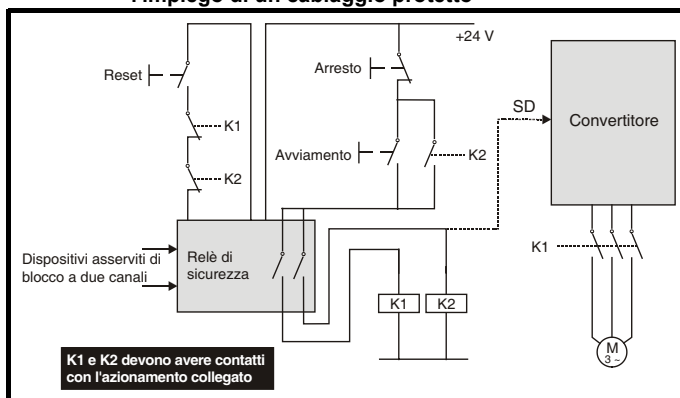 l'impiego di un cablaggio protetto
+24 V
Reset
Arresto
SD
Convertitore
K1
Avviamento
K2
K2
K1
Dispositivi asserviti di
blocco a due canali
Relè di
sicurezza
K1
K2
K1 e K2 devono avere contatti
con l'azionamento collegato
M
3 ~